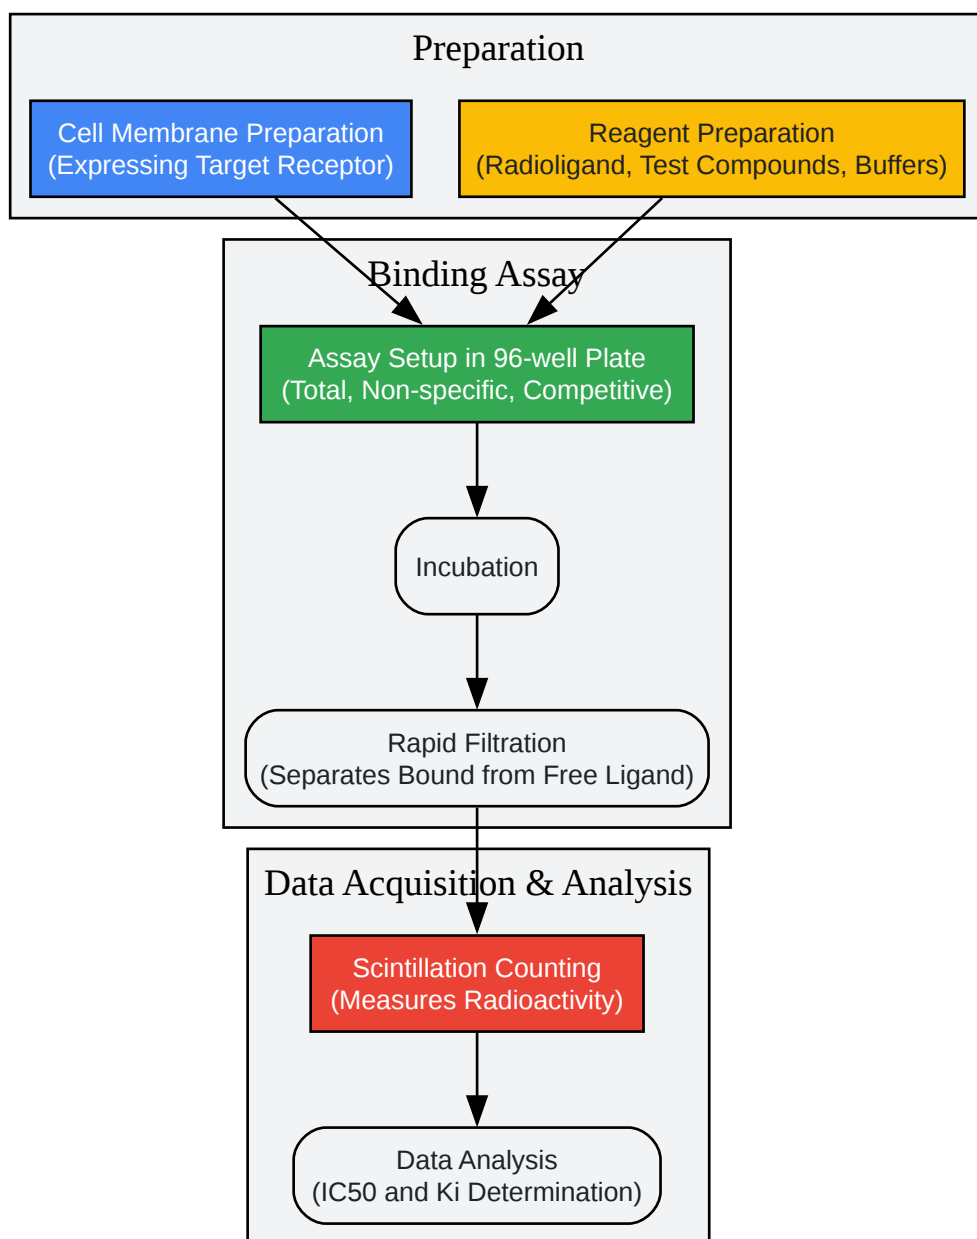 Preparation
Cell Membrane Preparation
(Expressing Target Receptor)
Reagent Preparation
(Radioligand, Test Compounds, Buffers)
Binding Assay
Assay Setup in 96-well Plate
(Total, Non-specific, Competitive)
Incubation
Rapid Filtration
(Separates Bound from Free Ligand)
Data Acquisition & Analysis
Scintillation Counting
(Measures Radioactivity)
Data Analysis
(IC50 and Ki Determination)